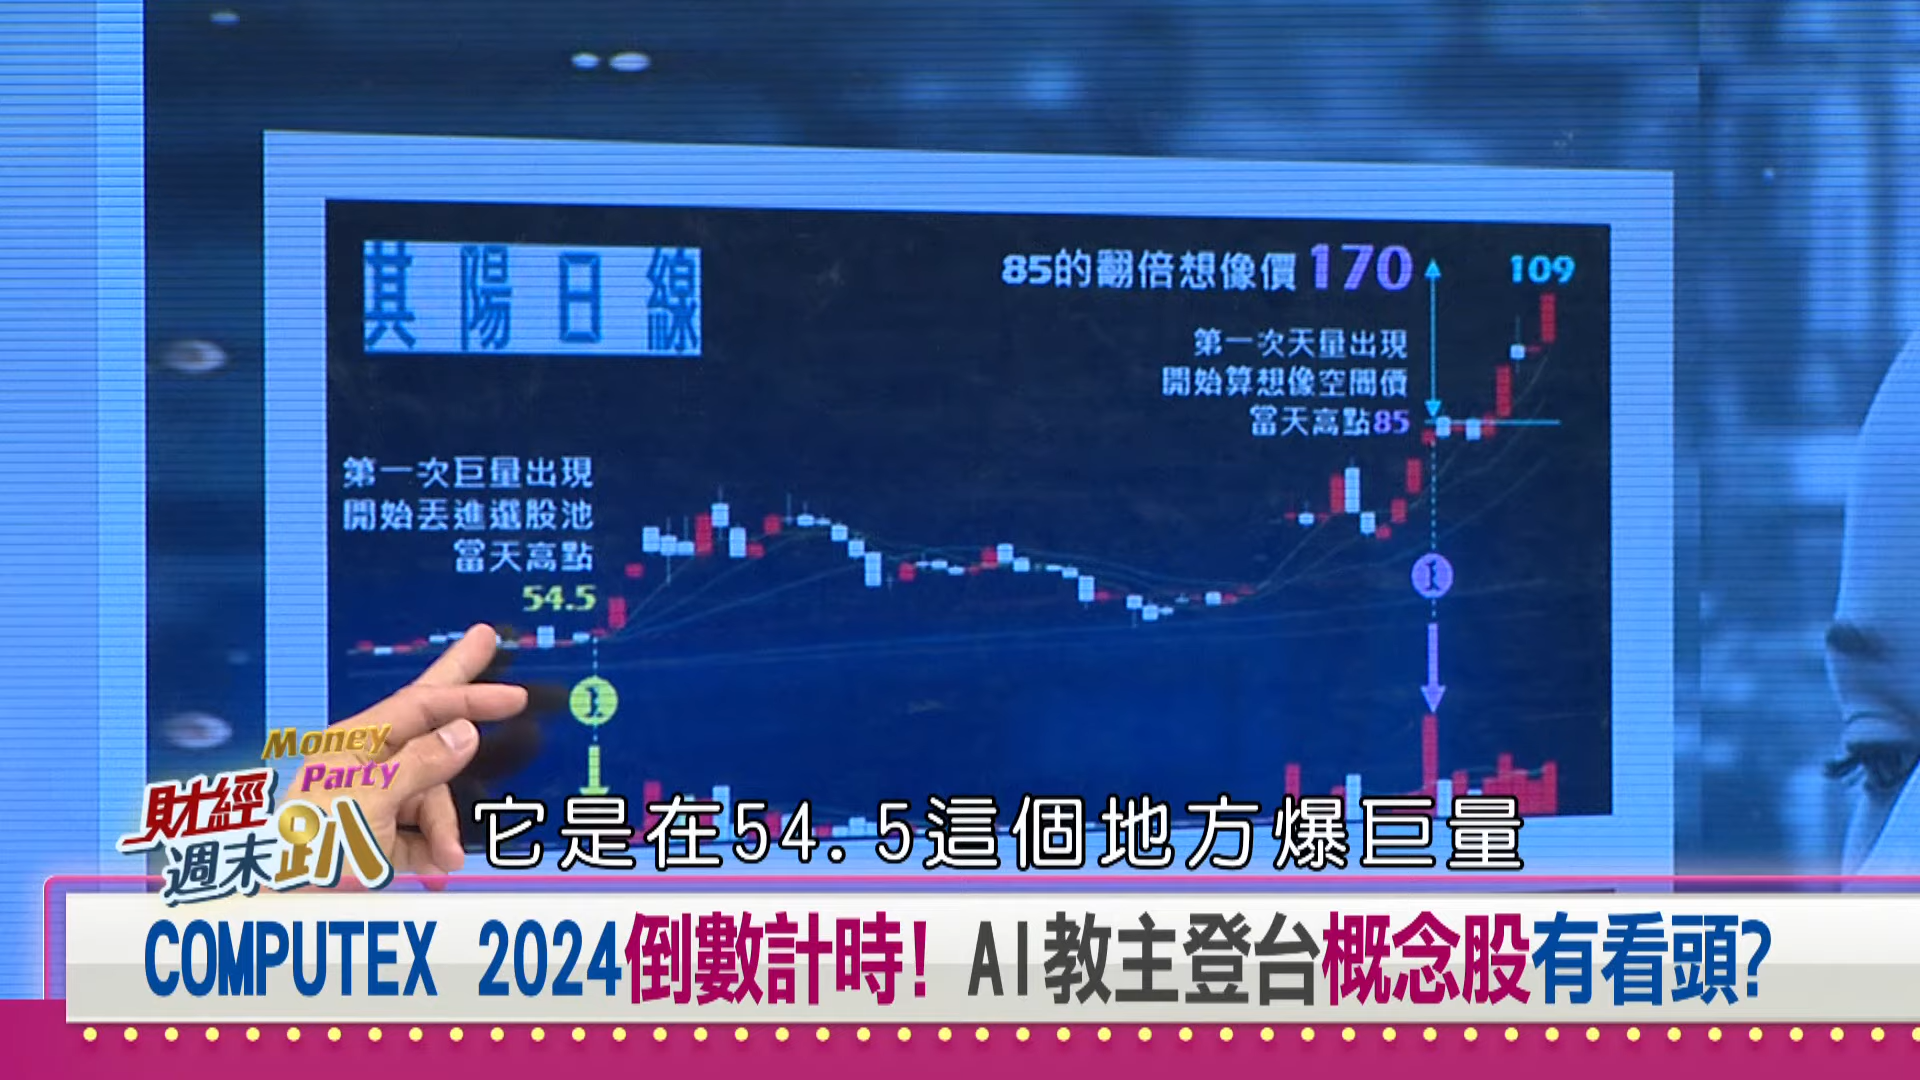 其陽日線
85的翻倍想像價 170
109
第一次天量出現
開始算想像空間價
當天高點85
第一次巨量出現
開始丟進選股池
當天高點
54.5
Money
Party
財經
週末趴
它是在54.5這個地方爆巨量
COMPUTEX 2024倒數計時! AI教主登台概念股有看頭?